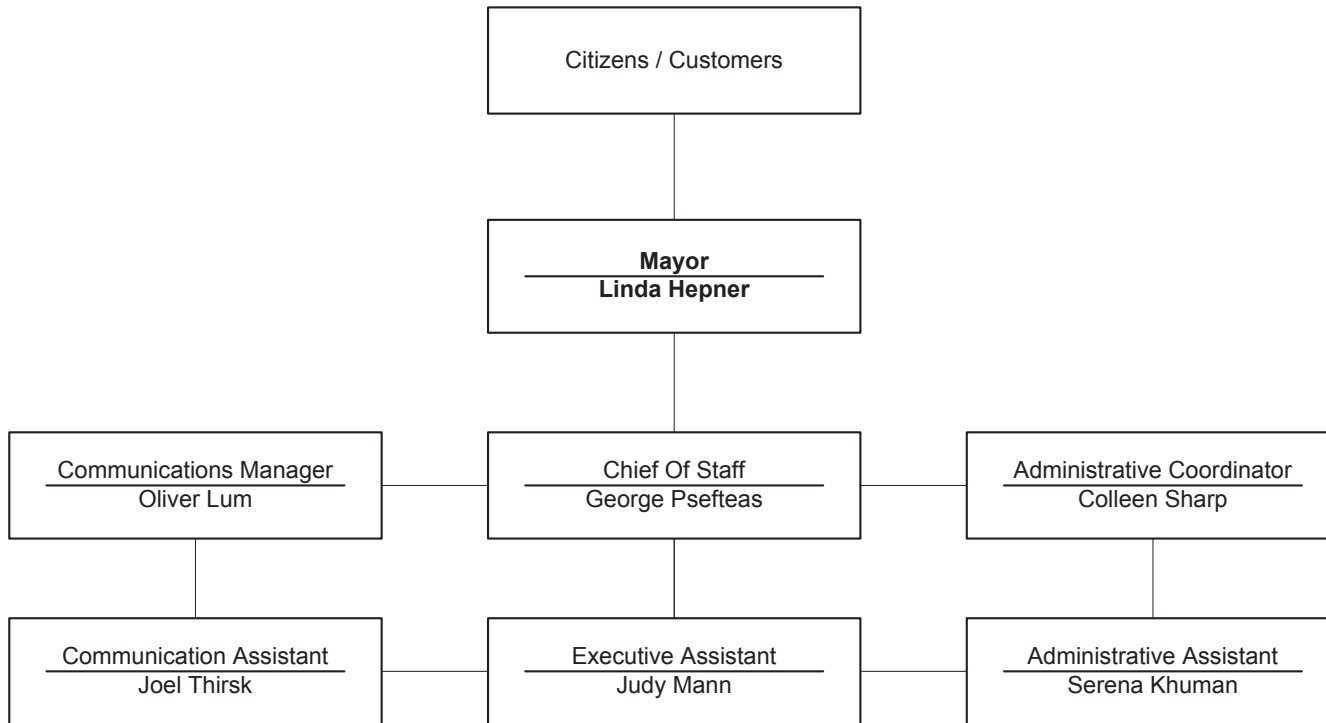 Citizens / Customers
Mayor
Linda Hepner
Communications Manager
Oliver Lum
Chief Of Staff
George Psefteas
Administrative Coordinator
Colleen Sharp
Communication Assistant
Joel Thirsk
Executive Assistant
Judy Mann
Administrative Assistant
Serena Khuman